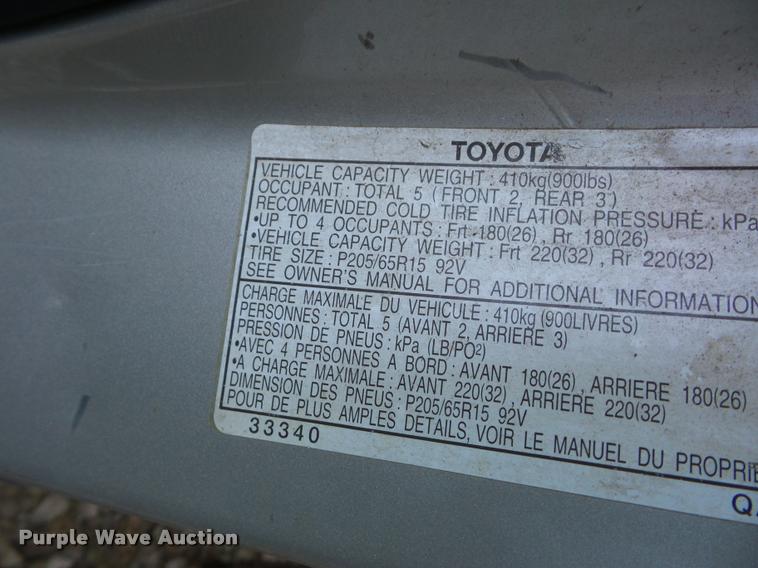 TOYOTA
VEHICLE CAPACITY WEIGHT : 410kg(900lbs)
OCCUPANT : TOTAL 5 ( FRONT 2, REAR 3 )
RECOMMENDED COLD TIRE INFLATION PRESSURE : kPa
•UP TO 4 OCCUPANTS : Frt 180(26) , Rr 180(26)
•VEHICLE CAPACITY WEIGHT : Frt 220(32) , Rr 220(32)
TIRE SIZE : P205/65R15 92V
SEE OWNER'S MANUAL FOR ADDITIONAL INFORMATION
CHARGE MAXIMALE DU VEHICULE : 410kg (900LIVRES)
PERSONNES : TOTAL 5 (AVANT 2, ARRIERE 3)
PRESSION DE PNEUS : kPa (LB/PO²)
•AVEC 4 PERSONNES A BORD : AVANT 180(26) , ARRIERE 180(26)
•A CHARGE MAXIMALE : AVANT 220(32) , ARRIERE 220(32)
DIMENSION DES PNEUS : P205/65R15 92V
POUR DE PLUS AMPLES DETAILS, VOIR LE MANUEL DU PROPRIE
33340
Purple Wave Auction